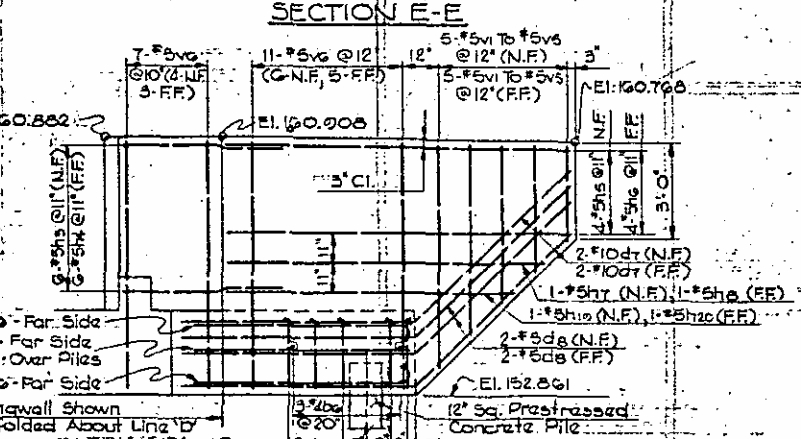 SECTION E-E
7-#5v6
@10"(4-N.F.
3-F.F.)
11-#5v6 @12"
(6-N.F., 5-F.F.)
12"
5-#5v1 To #5v5
@12" (N.F.)
5-#5v1 To #5v5
@12" (F.F.)
3"
60.882
El. 160.908
El. 160.768
6-#5h3 @11" (N.F.)
6-#5h4 @11" (F.F.)
3" Cl.
4-#5h5 @11" N.F.
4-#5h6 @11" F.F.
3'-0"
11" 11"
2-#10d7 (N.F.)
2-#10d7 (F.F.)
1-#5h7 (N.F.), 1-#5h8 (F.F.)
1-#5h19 (N.F.), 1-#5h20 (F.F.)
2-#5d8 (N.F.)
2-#5d8 (F.F.)
- Far Side
Far Side
Over Piles
- Far Side
El. 152.861
gwall Shown
Folded About Line "b"
3-#4b6
@20"
12" Sq. Prestressed
Concrete Pile